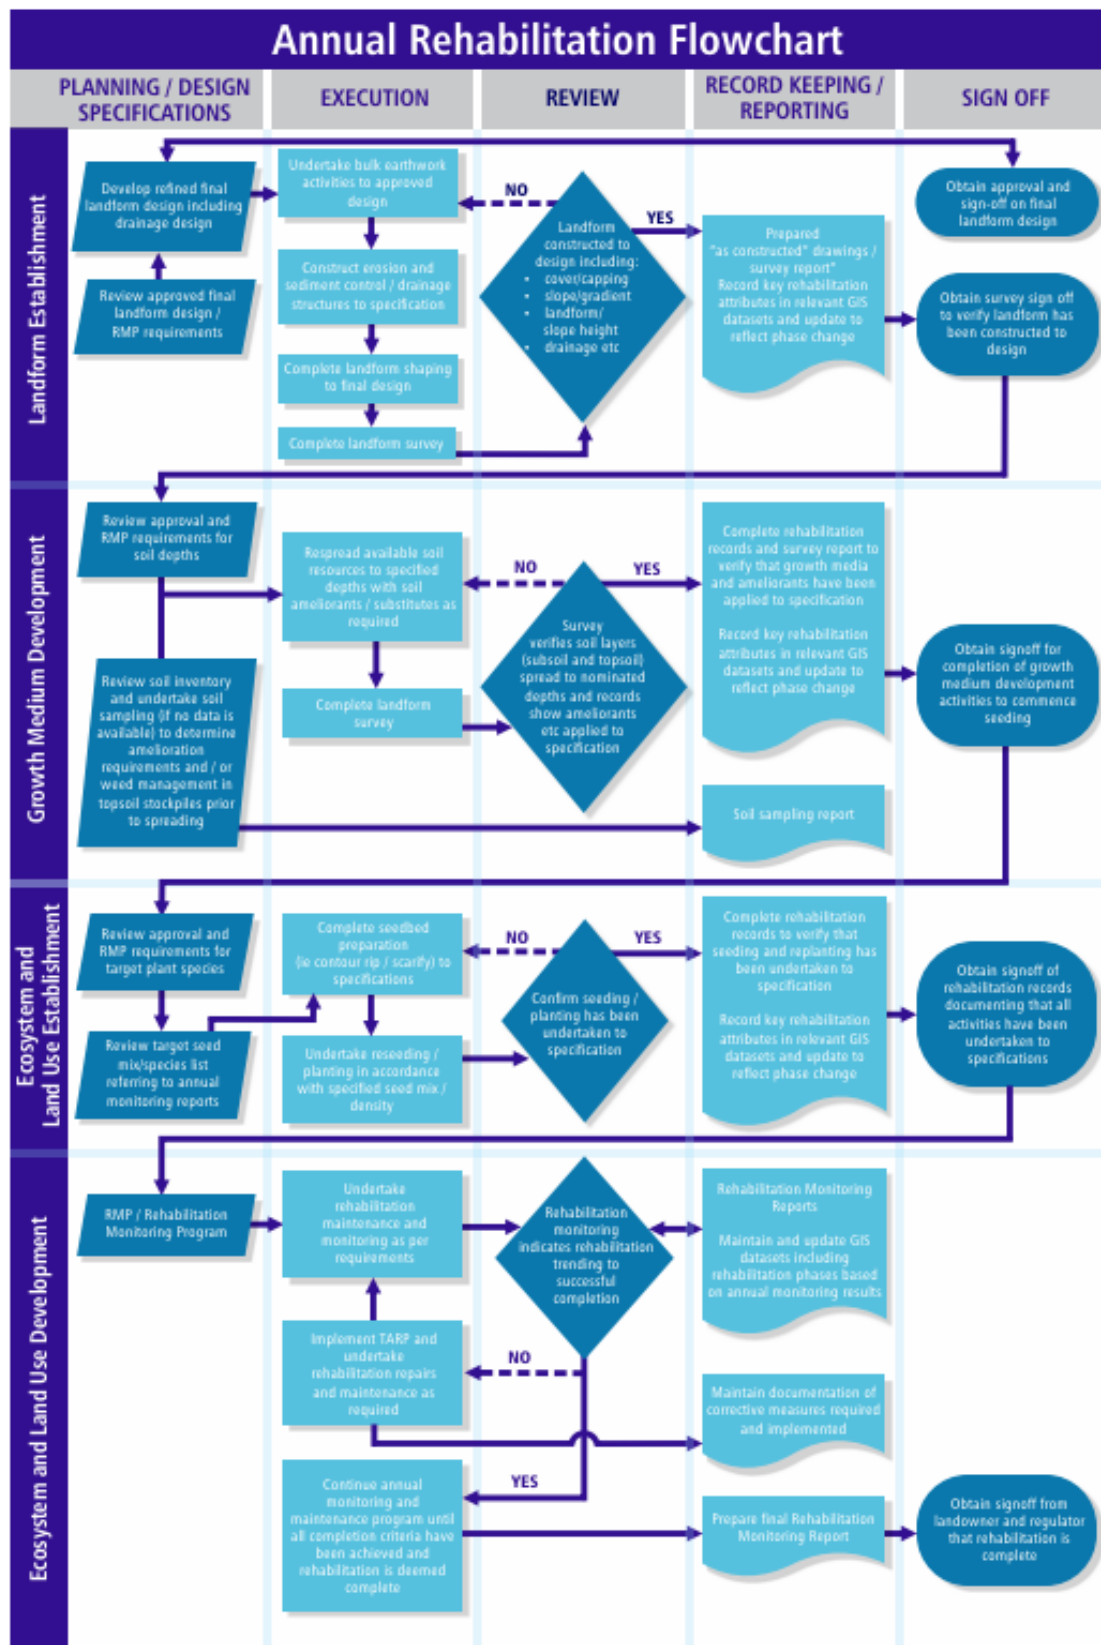 Annual Rehabilitation Flowchart
PLANNING / DESIGN
SPECIFICATIONS
EXECUTION
REVIEW
RECORD KEEPING /
REPORTING
SIGN OFF
Landform Establishment
Develop refined final
landform design including
drainage design
Review approved final
landform design /
RMP requirements
Undertake bulk earthwork
activities to approved
design
Construct erosion and
sediment control / drainage
structures to specification
Complete landform shaping
to final design
Complete landform survey
NO
Landform
constructed to
design including:
• cover/capping
• slope/gradient
• landform/
slope height
• drainage etc
YES
Prepared
"as constructed" drawings /
survey report"
Record key rehabilitation
attributes in relevant GIS
datasets and update to
reflect phase change
Obtain approval and
sign-off on final
landform design
Obtain survey sign off
to verify landform has
been constructed to
design
Growth Medium Development
Review approval and
RMP requirements for
soil depths
Review soil inventory
and undertake soil
sampling (if no data is
available) to determine
amelioration
requirements and / or
weed management in
topsoil stockpiles prior
to spreading
Respread available soil
resources to specified
depths with soil
ameliorants / substitutes as
required
Complete landform
survey
NO
Survey
verifies soil layers
(subsoil and topsoil)
spread to nominated
depths and records
show ameliorants
etc applied to
specification
YES
Complete rehabilitation
records and survey report to
verify that growth media
and ameliorants have been
applied to specification
Record key rehabilitation
attributes in relevant GIS
datasets and update to
reflect phase change
Soil sampling report
Obtain signoff for
completion of growth
medium development
activities to commence
seeding
Ecosystem and
Land Use Establishment
Review approval and
RMP requirements for
target plant species
Review target seed
mix/species list
referring to annual
monitoring reports
Complete seedbed
preparation
(ie contour rip / scarify) to
specifications
Undertake reseeding /
planting in accordance
with specified seed mix /
density
NO
Confirm seeding /
planting has been
undertaken to
specification
YES
Complete rehabilitation
records to verify that
seeding and replanting has
been undertaken to
specification
Record key rehabilitation
attributes in relevant GIS
datasets and update to
reflect phase change
Obtain signoff of
rehabilitation records
documenting that all
activities have been
undertaken to
specifications
Ecosystem and Land Use Development
RMP / Rehabilitation
Monitoring Program
Undertake
rehabilitation
maintenance and
monitoring as per
requirements
Implement TARP and
undertake
rehabilitation repairs
and maintenance as
required
Continue annual
monitoring and
maintenance program until
all completion criteria have
been achieved and
rehabilitation is deemed
complete
Rehabilitation
monitoring
indicates rehabilitation
trending to
successful
completion
NO
YES
Rehabilitation Monitoring
Reports
Maintain and update GIS
datasets including
rehabilitation phases based
on annual monitoring results
Maintain documentation of
corrective measures required
and implemented
Prepare final Rehabilitation
Monitoring Report
Obtain signoff from
landowner and regulator
that rehabilitation is
complete